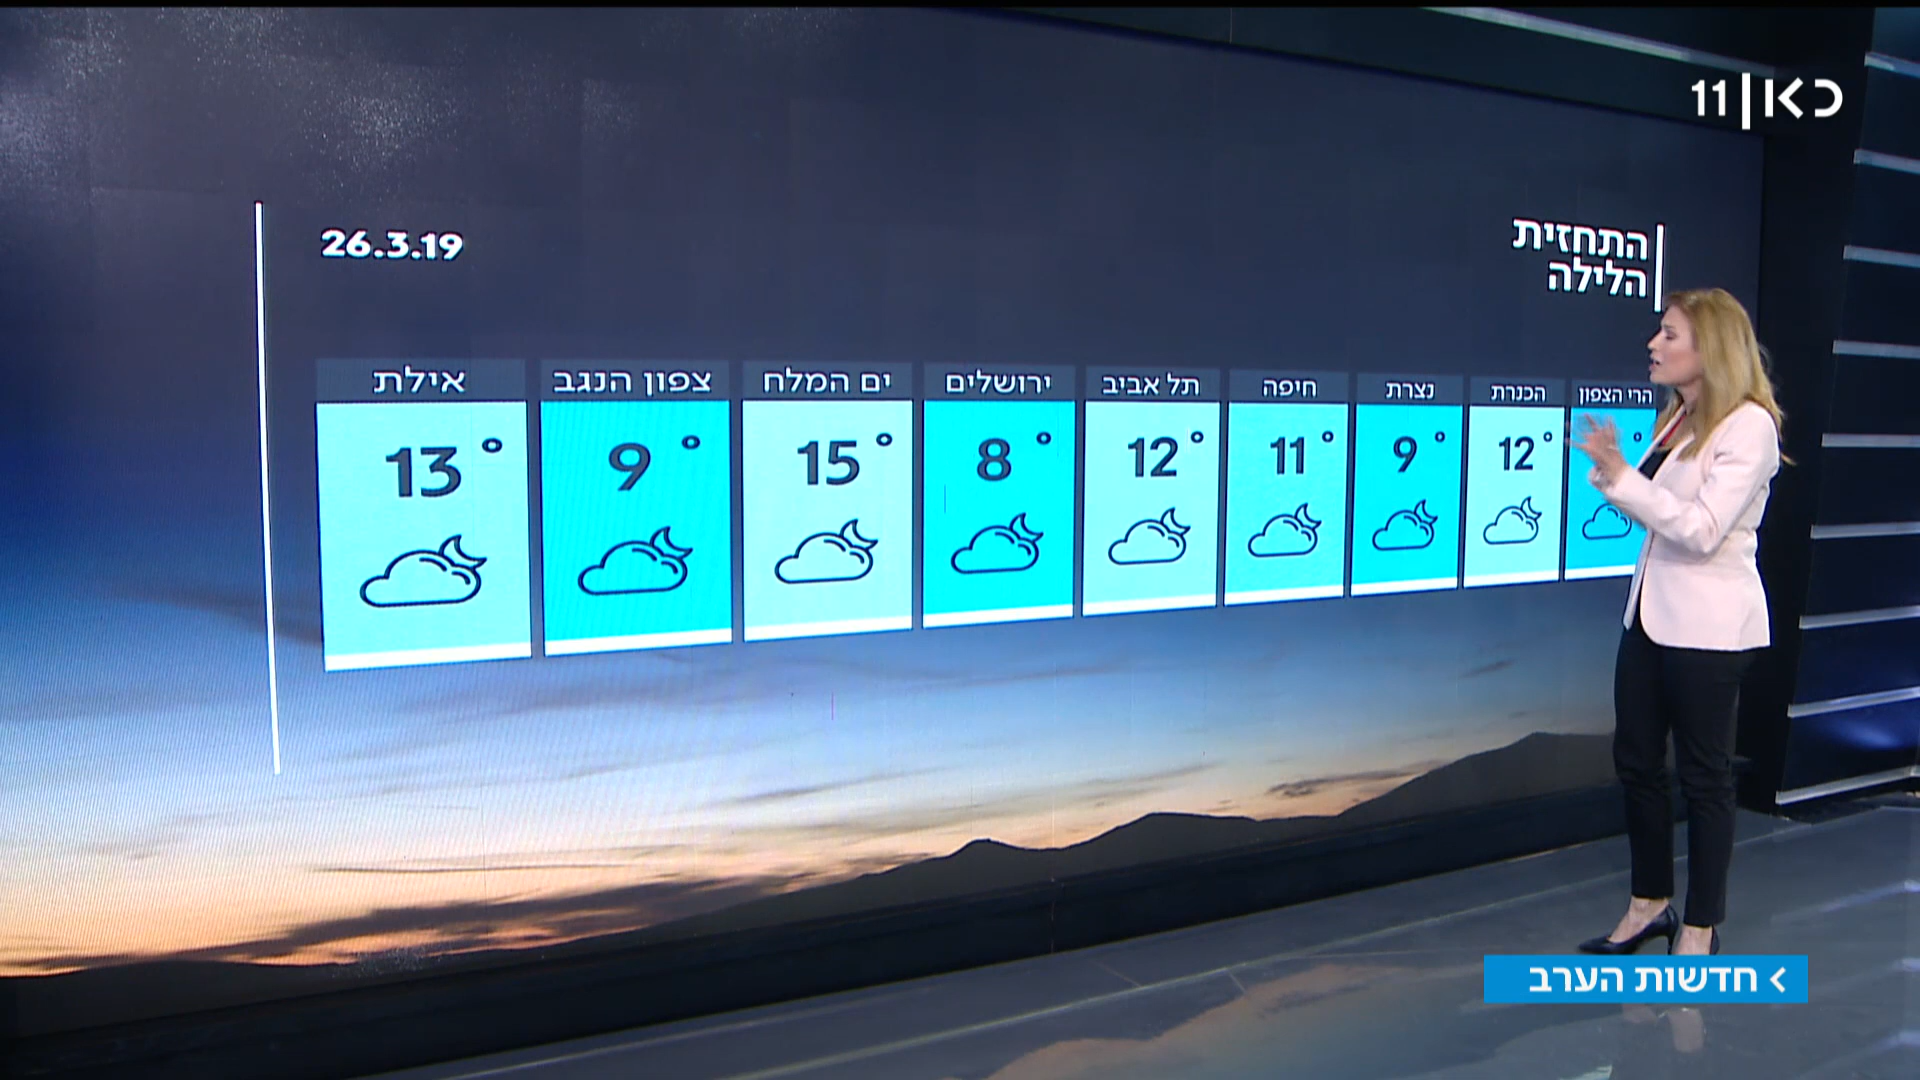 כאן 11
התחזית
הלילה
26.3.19
הרי הצפון
°
הכנרת
12°
נצרת
9°
חיפה
11°
תל אביב
12°
ירושלים
8°
ים המלח
15°
צפון הנגב
9°
אילת
13°
חדשות הערב